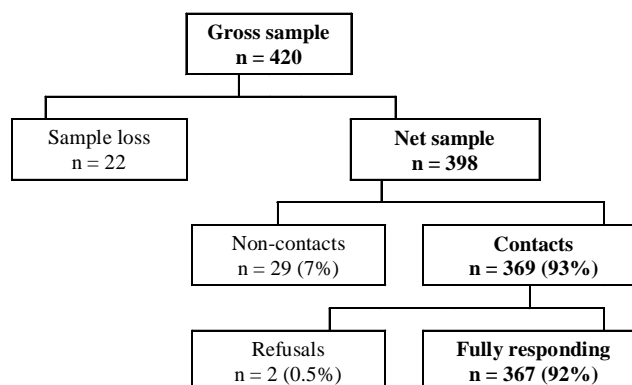 Gross sample
n = 420
Sample loss
n = 22
Net sample
n = 398
Non-contacts
n = 29 (7%)
Contacts
n = 369 (93%)
Refusals
n = 2 (0.5%)
Fully responding
n = 367 (92%)